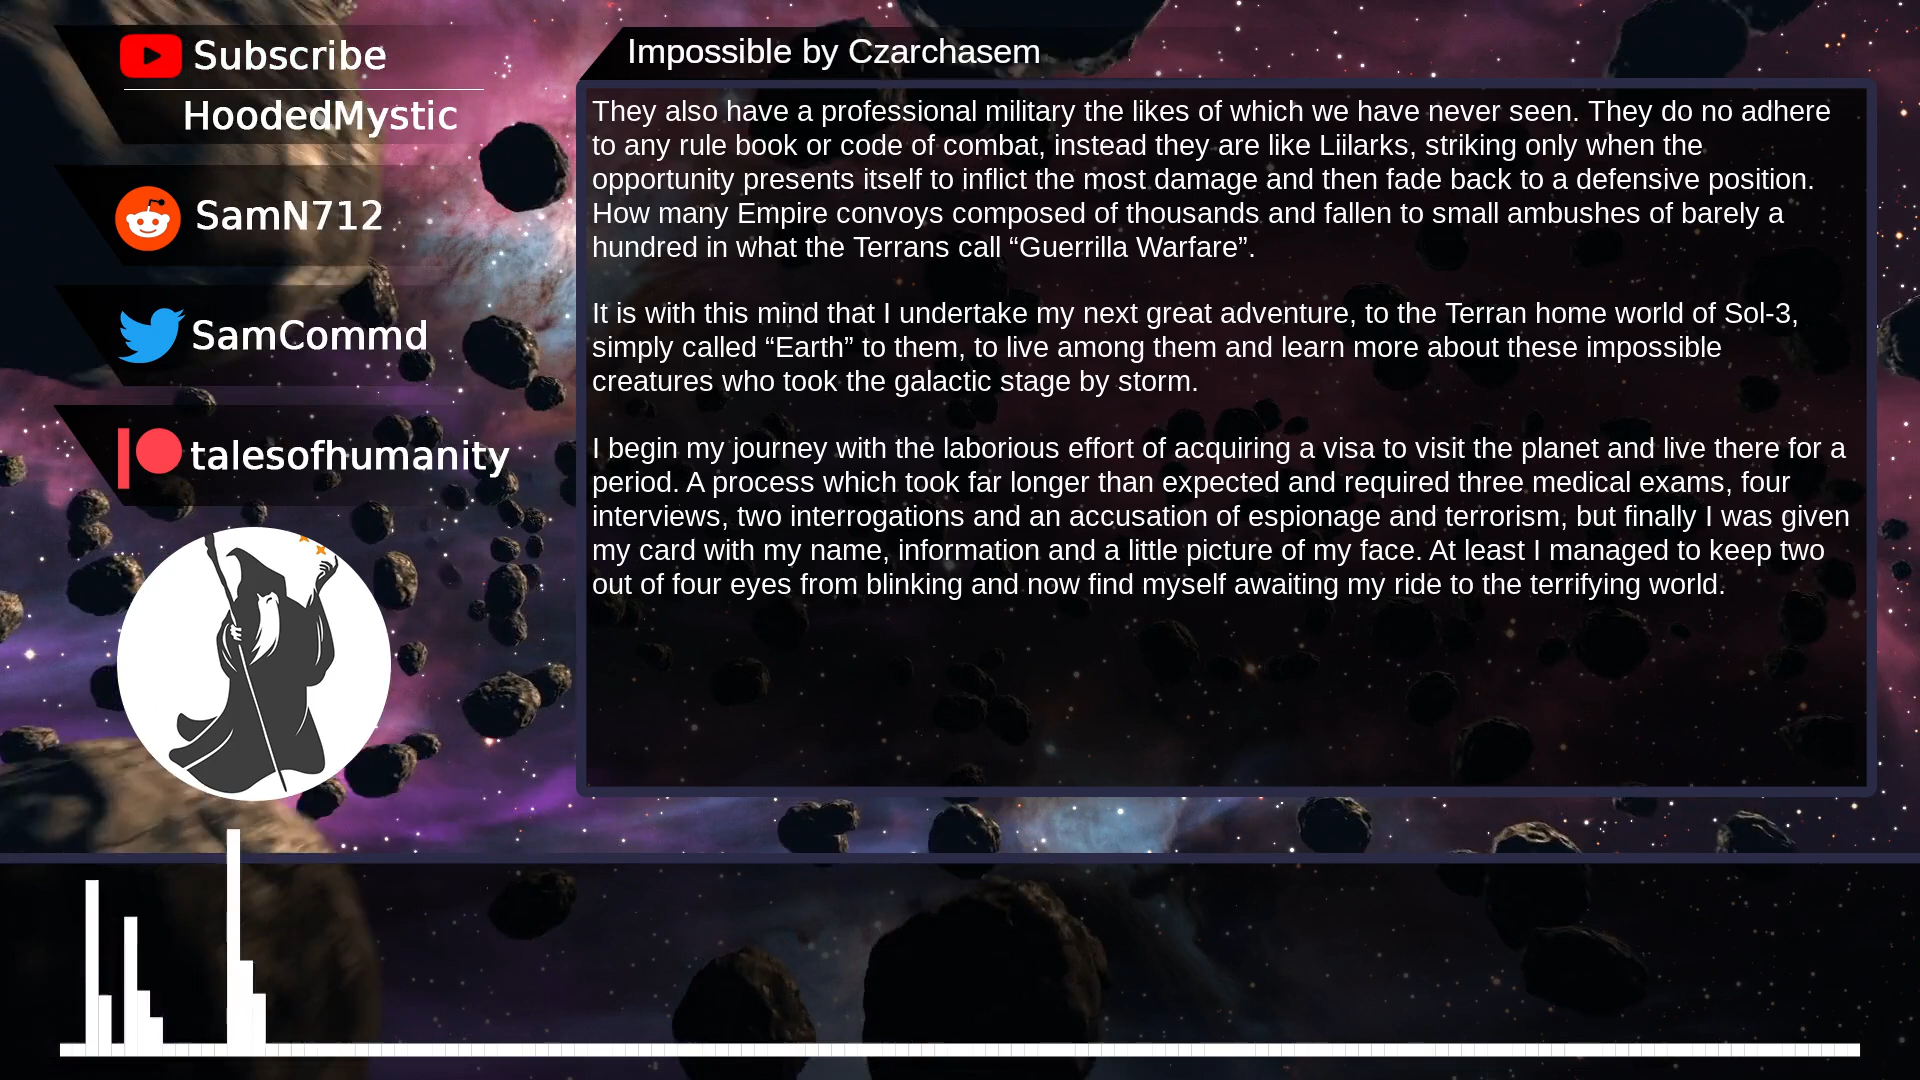 Subscribe
HoodedMystic
SamN712
SamCommd
talesofhumanity
Impossible by Czarchasem
They also have a professional military the likes of which we have never seen. They do no adhere
to any rule book or code of combat, instead they are like Liilarks, striking only when the
opportunity presents itself to inflict the most damage and then fade back to a defensive position.
How many Empire convoys composed of thousands and fallen to small ambushes of barely a
hundred in what the Terrans call “Guerrilla Warfare”.
It is with this mind that I undertake my next great adventure, to the Terran home world of Sol-3,
simply called “Earth” to them, to live among them and learn more about these impossible
creatures who took the galactic stage by storm.
I begin my journey with the laborious effort of acquiring a visa to visit the planet and live there for a
period. A process which took far longer than expected and required three medical exams, four
interviews, two interrogations and an accusation of espionage and terrorism, but finally I was given
my card with my name, information and a little picture of my face. At least I managed to keep two
out of four eyes from blinking and now find myself awaiting my ride to the terrifying world.